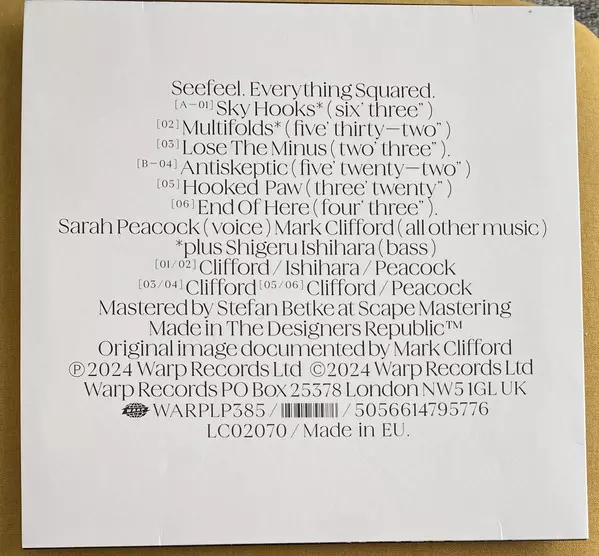 Seefeel. Everything Squared.
[A–01] Sky Hooks* (six' three")
[02] Multifolds* (five' thirty–two")
[03] Lose The Minus (two' three").
[B–04] Antiskeptic (five' twenty–two")
[05] Hooked Paw (three' twenty")
[06] End Of Here (four' three").
Sarah Peacock (voice) Mark Clifford (all other music)
*plus Shigeru Ishihara (bass)
[01/02] Clifford / Ishihara / Peacock
[03/04] Clifford [05/06] Clifford / Peacock
Mastered by Stefan Betke at Scape Mastering
Made in The Designers Republic™
Original image documented by Mark Clifford
℗ 2024 Warp Records Ltd ©2024 Warp Records Ltd
Warp Records PO Box 25378 London NW5 1GL UK
WARPLP385 / / 5056614795776
LC02070 / Made in EU.